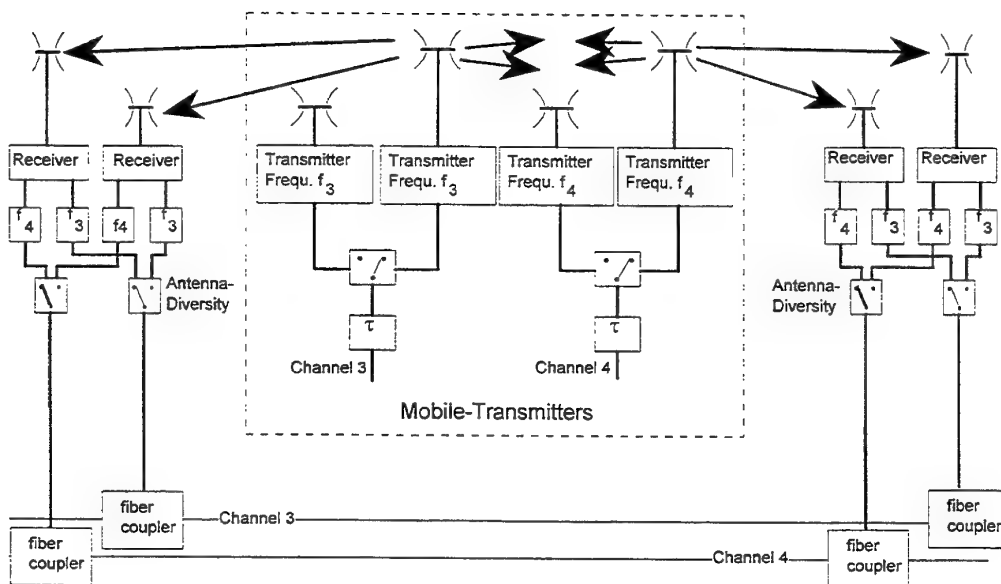 Receiver
Receiver
f4
f3
f4
f3
Antenna-
Diversity
Transmitter
Frequ. f3
Transmitter
Frequ. f3
Transmitter
Frequ. f4
Transmitter
Frequ. f4
τ
τ
Channel 3
Channel 4
Mobile-Transmitters
Receiver
Receiver
f4
f3
f4
f3
Antenna-
Diversity
fiber
coupler
Channel 3
fiber
coupler
fiber
coupler
Channel 4
fiber
coupler